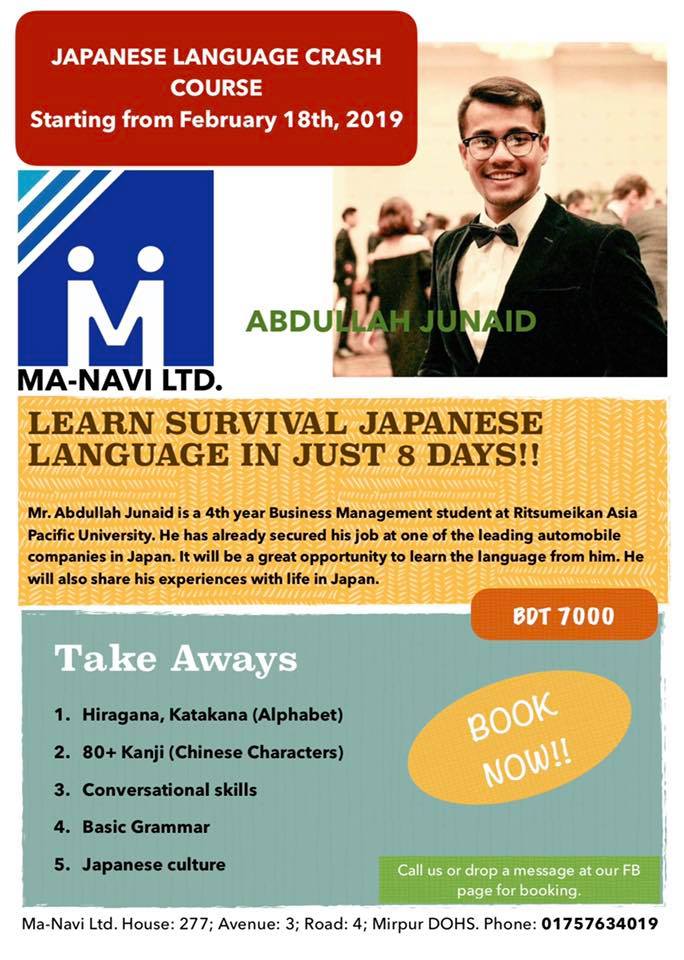 JAPANESE LANGUAGE CRASH
COURSE
Starting from February 18th, 2019
ABDULLAH JUNAID
MA-NAVI LTD.
LEARN SURVIVAL JAPANESE
LANGUAGE IN JUST 8 DAYS!!
Mr. Abdullah Junaid is a 4th year Business Management student at Ritsumeikan Asia
Pacific University. He has already secured his job at one of the leading automobile
companies in Japan. It will be a great opportunity to learn the language from him. He
will also share his experiences with life in Japan.
BDT 7000
Take Aways
1. Hiragana, Katakana (Alphabet)
2. 80+ Kanji (Chinese Characters)
3. Conversational skills
4. Basic Grammar
5. Japanese culture
BOOK
NOW!!
Call us or drop a message at our FB
page for booking.
Ma-Navi Ltd. House: 277; Avenue: 3; Road: 4; Mirpur DOHS. Phone: 01757634019